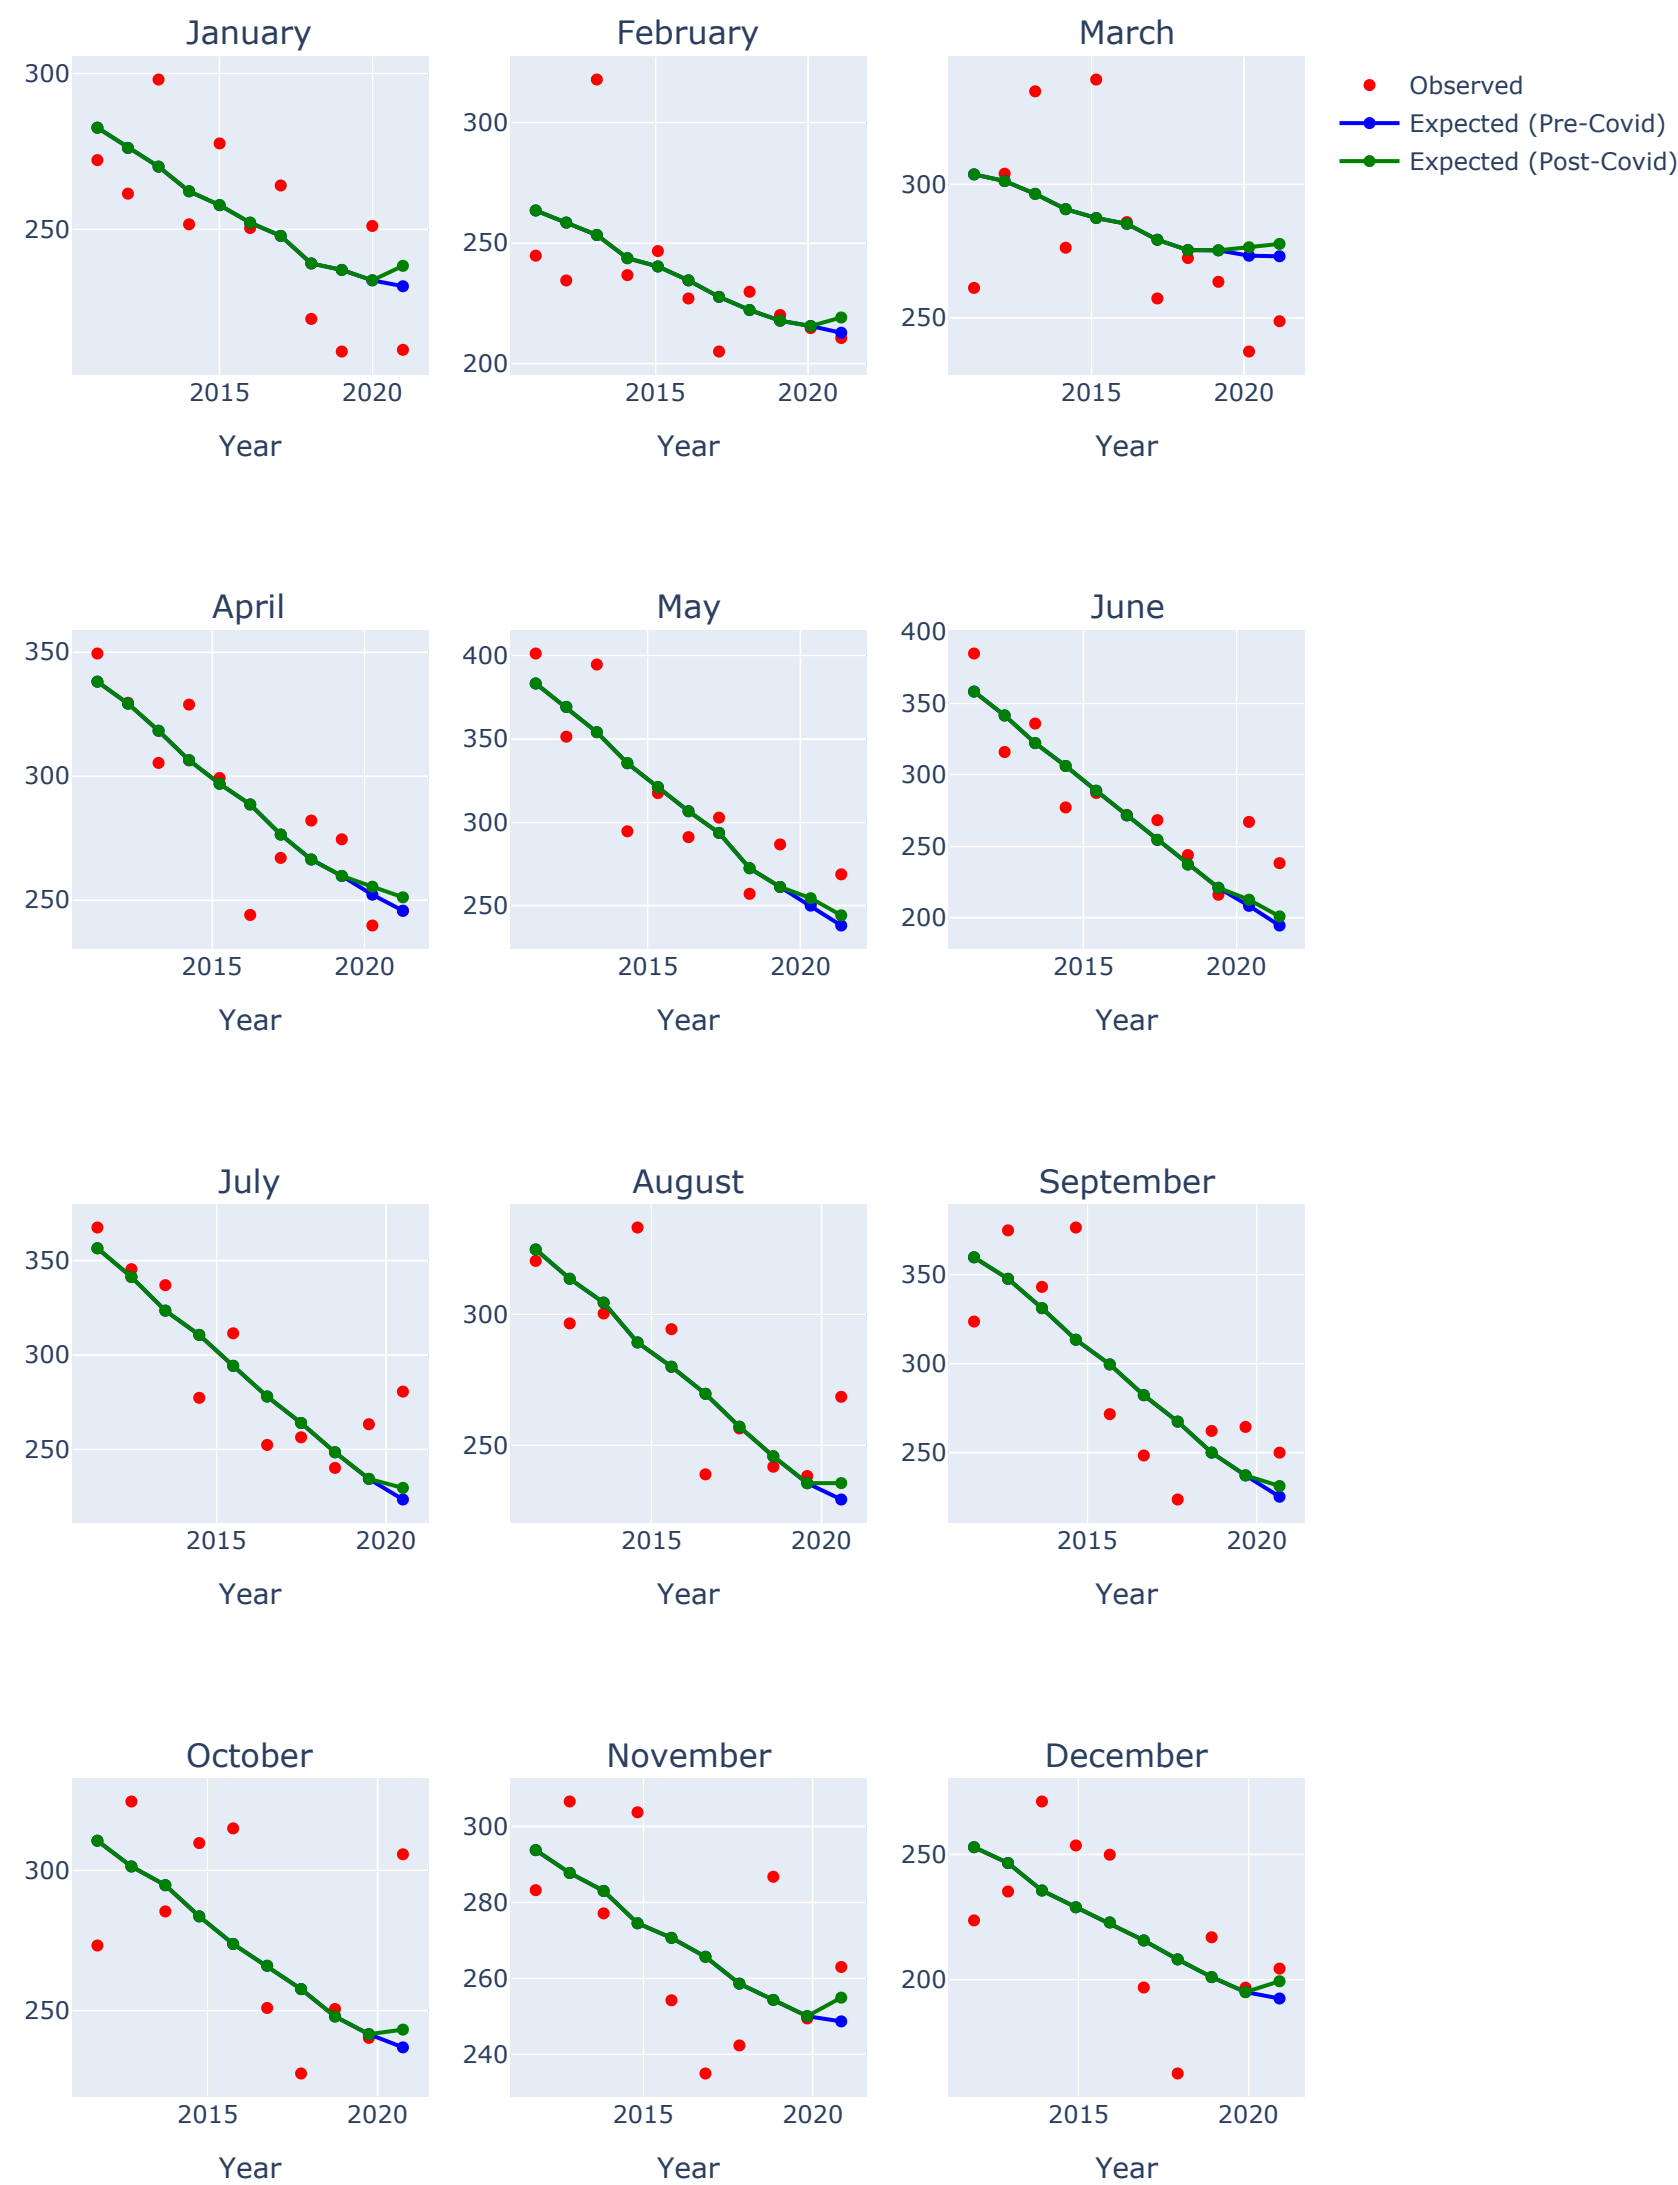 January
February
March
Observed
Expected (Pre-Covid)
Expected (Post-Covid)
300
250
2015
2020
Year
300
250
200
2015
2020
Year
300
250
2015
2020
Year
April
May
June
350
300
250
2015
2020
Year
400
350
300
250
2015
2020
Year
400
350
300
250
200
2015
2020
Year
July
August
September
350
300
250
2015
2020
Year
300
250
2015
2020
Year
350
300
250
2015
2020
Year
October
November
December
300
250
2015
2020
Year
300
280
260
240
2015
2020
Year
250
200
2015
2020
Year